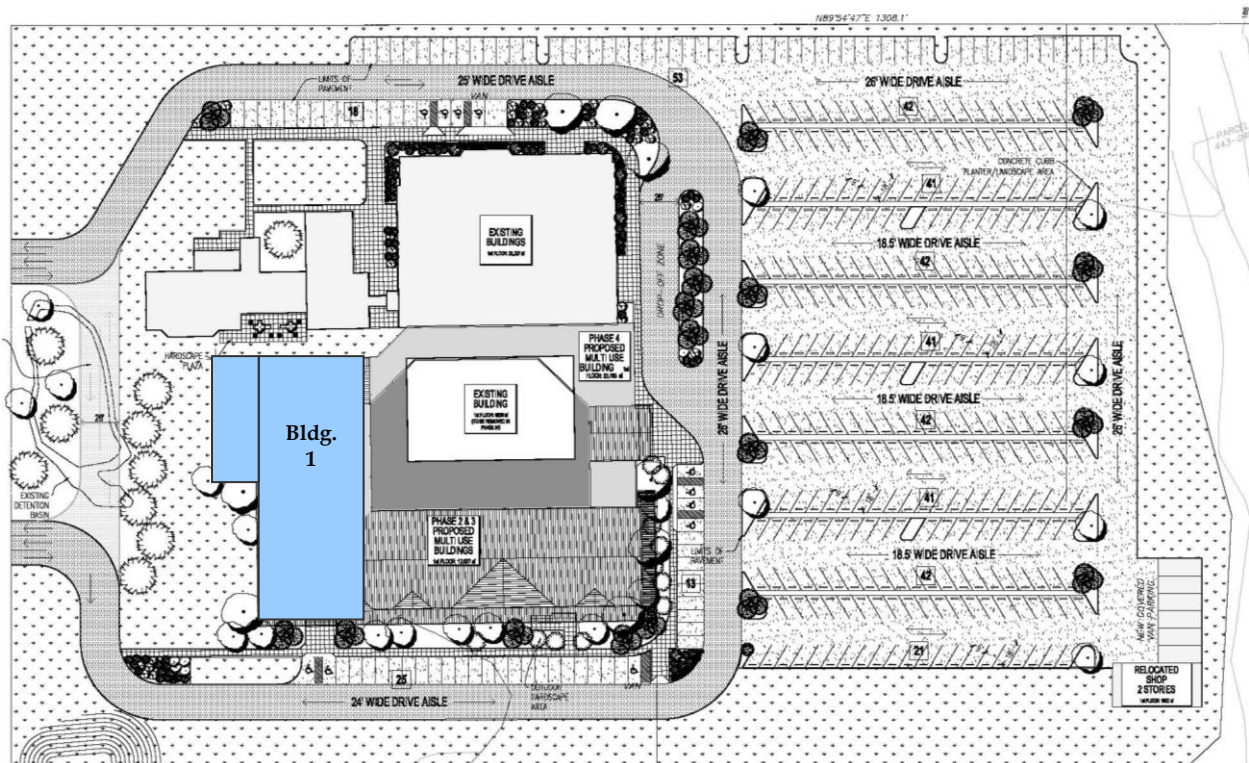 N89°54'47"E 1308.1'
LIMITS OF
PAVEMENT
25' WIDE DRIVE AISLE
VAN
18
53
26' WIDE DRIVE AISLE
42
PARCEL
CONCRETE CURB
PLANTER/LANDSCAPE AREA
41
EXISTING
BUILDINGS
DROP-OFF ZONE
18.5' WIDE DRIVE AISLE
42
HARDSCAPE
PLAZA
PHASE 4
PROPOSED
MULTI USE
BUILDING
41
26' WIDE DRIVE AISLE
26' WIDE DRIVE AISLE
EXISTING
BUILDING
18.5' WIDE DRIVE AISLE
Bldg.
1
42
EXISTING
DETENTION
BASIN
41
PHASE 2 & 3
PROPOSED
MULTI USE
BUILDINGS
LIMITS OF
PAVEMENT
18.5' WIDE DRIVE AISLE
13
42
NEW COVERED
VAN PARKING
21
25
VAN
24' WIDE DRIVE AISLE
OUTDOOR
LANDSCAPE
AREA
RELOCATED
SHOP
2 STORIES